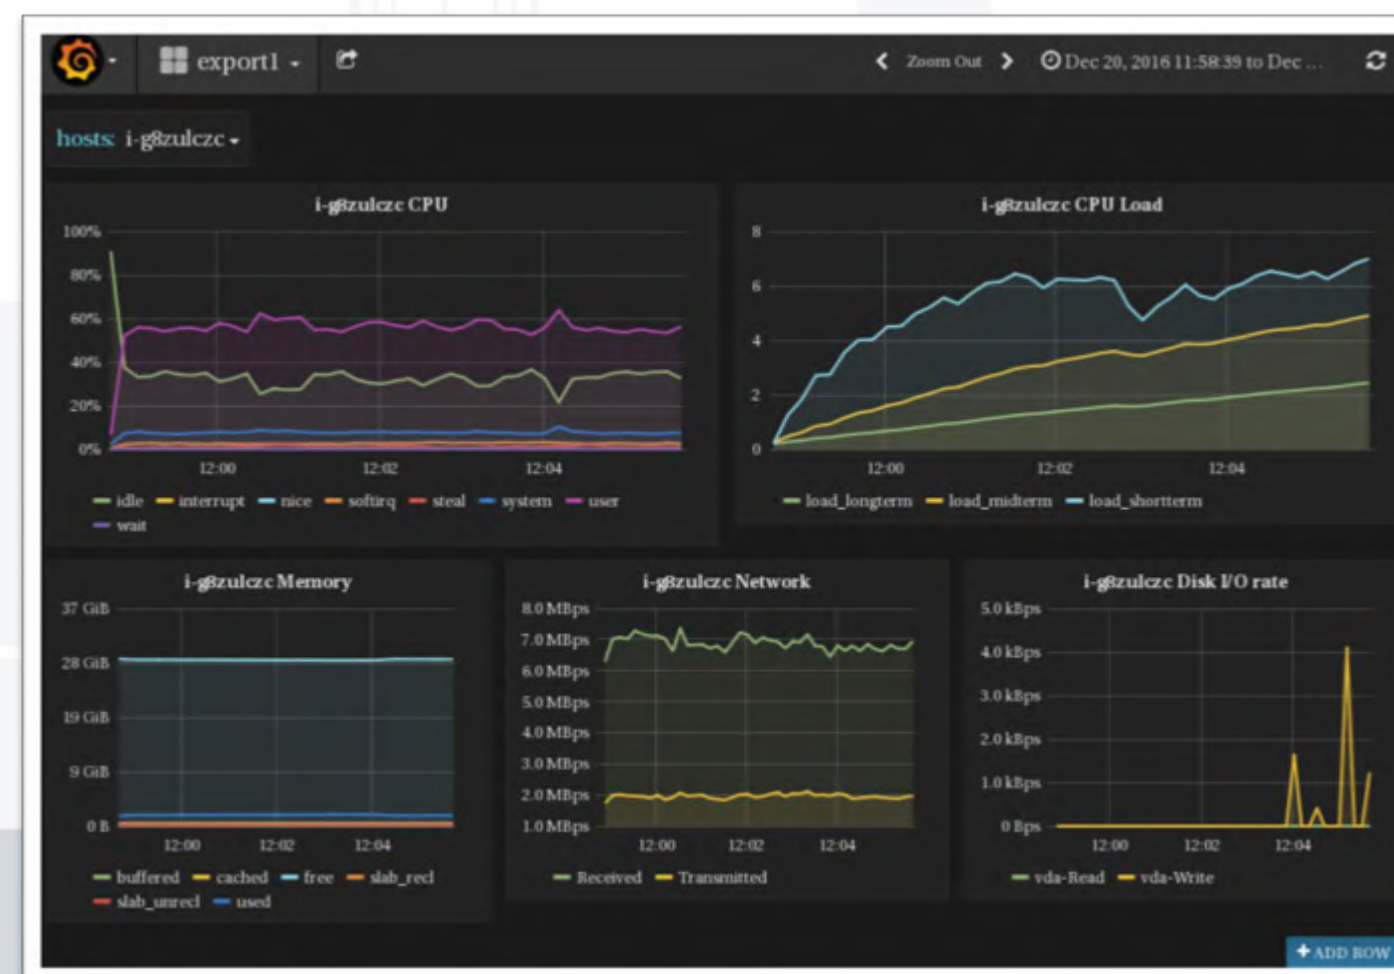 export1
Zoom Out
Dec 20, 2016 11:58:39 to Dec ...
hosts: i-g8zulczc
i-g8zulczc CPU
100%
80%
60%
40%
20%
0%
12:00 12:02 12:04
idle interrupt nice softirq steal system user
wait
i-g8zulczc CPU Load
8
6
4
2
0
12:00 12:02 12:04
load_longterm load_midterm load_shortterm
i-g8zulczc Memory
37 GiB
28 GiB
19 GiB
9 GiB
0 B
12:00 12:02 12:04
buffered cached free slab_recl
slab_unrecl used
i-g8zulczc Network
8.0 MBps
7.0 MBps
6.0 MBps
5.0 MBps
4.0 MBps
3.0 MBps
2.0 MBps
1.0 MBps
12:00 12:02 12:04
Received Transmitted
i-g8zulczc Disk I/O rate
5.0 kBps
4.0 kBps
3.0 kBps
2.0 kBps
1.0 kBps
0 Bps
12:00 12:02 12:04
vda-Read vda-Write
+ ADD ROW